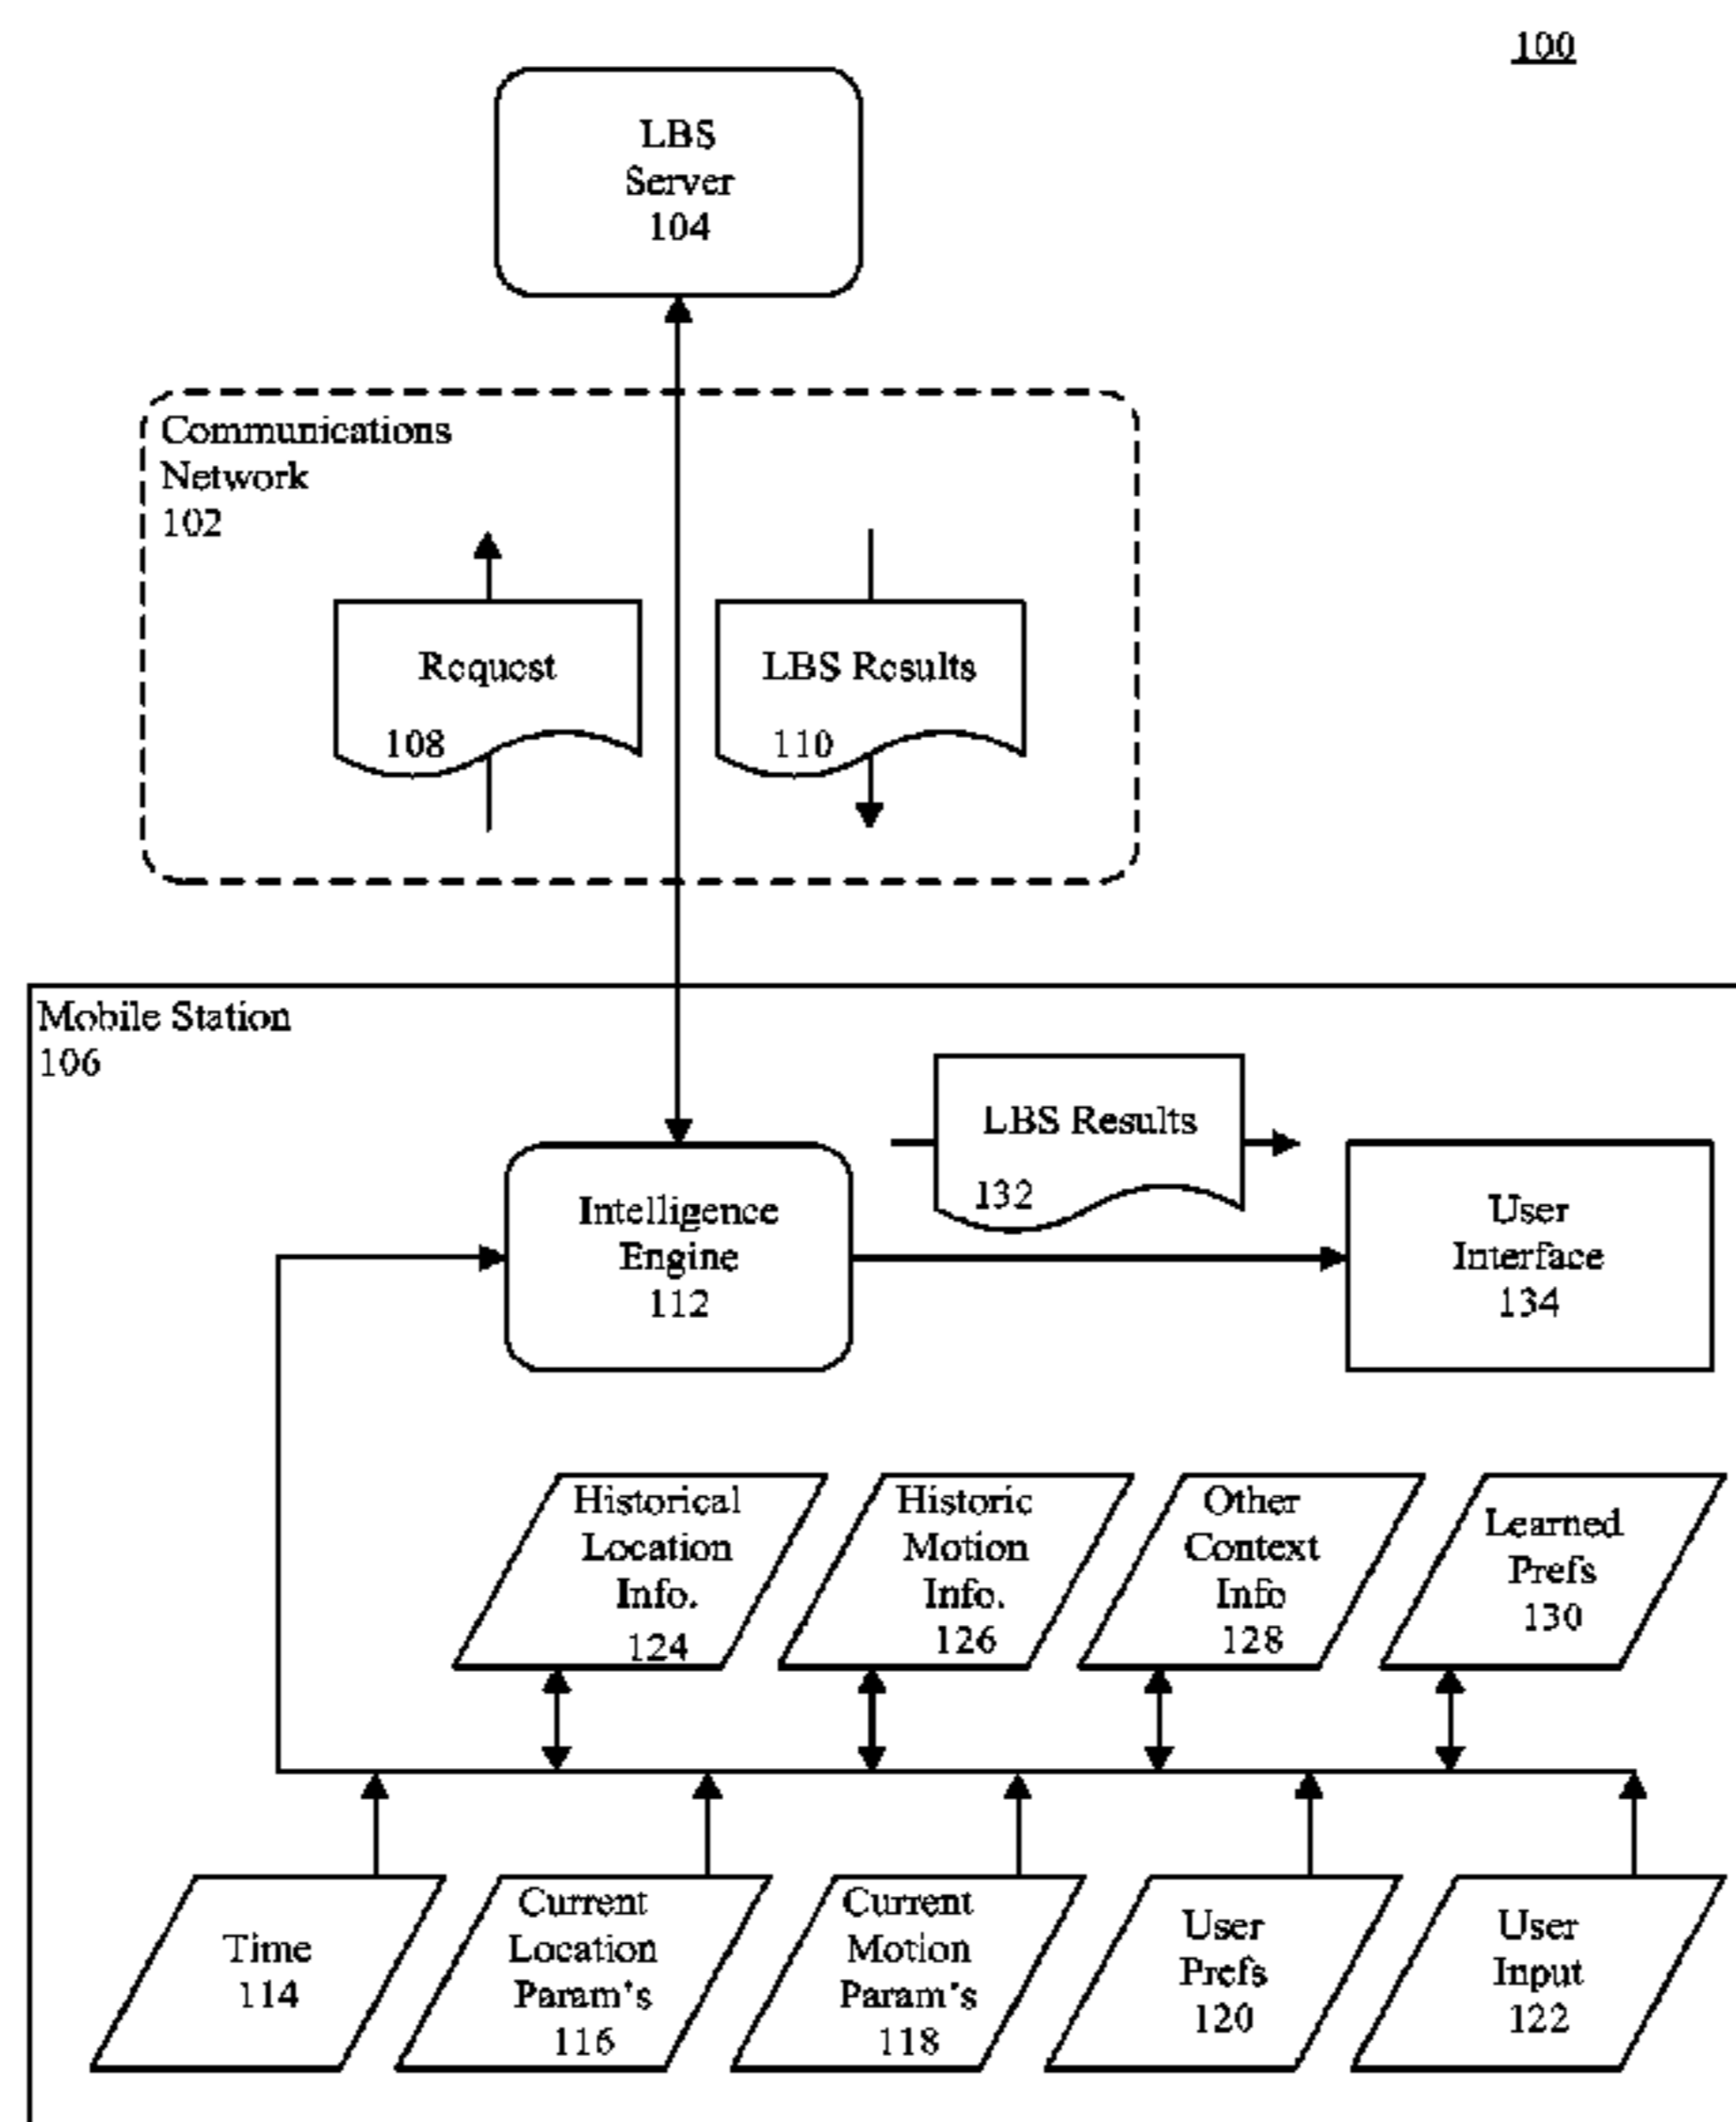 100
LBS
Server
104
Communications
Network
102
Request
108
LBS Results
110
Mobile Station
106
LBS Results
132
Intelligence
Engine
112
User
Interface
134
Historical
Location
Info.
124
Historic
Motion
Info.
126
Other
Context
Info
128
Learned
Prefs
130
Time
114
Current
Location
Param's
116
Current
Motion
Param's
118
User
Prefs
120
User
Input
122